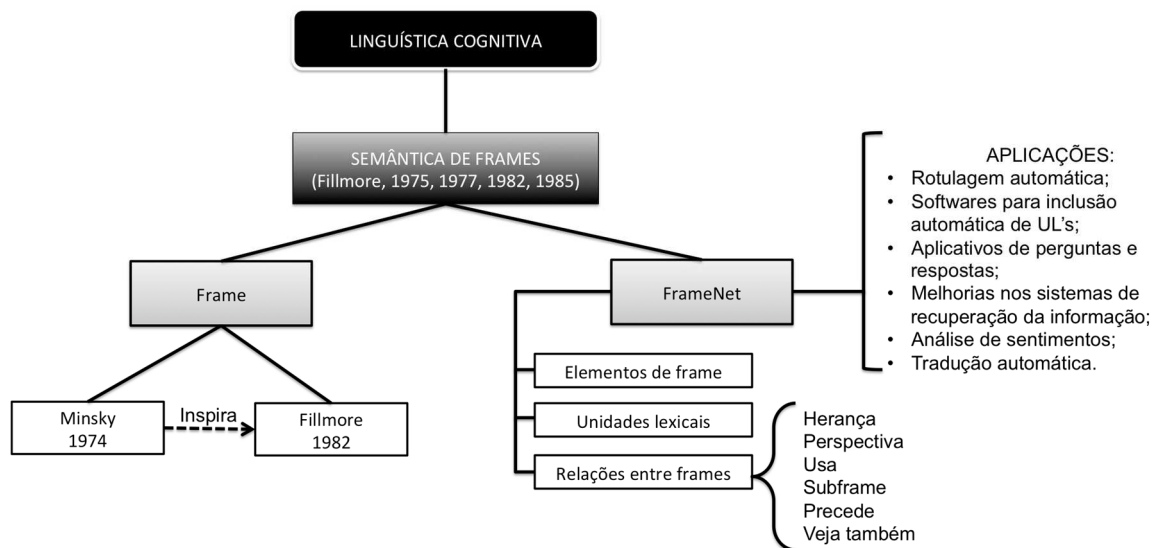 LINGUÍSTICA COGNITIVA
SEMÂNTICA DE FRAMES
(Fillmore, 1975, 1977, 1982, 1985)
Frame
Minsky
1974
Inspira
Fillmore
1982
FrameNet
Elementos de frame
Unidades lexicais
Relações entre frames
Herança
Perspectiva
Usa
Subframe
Precede
Veja também
APLICAÇÕES:
• Rotulagem automática;
• Softwares para inclusão
automática de UL's;
• Aplicativos de perguntas e
respostas;
• Melhorias nos sistemas de
recuperação da informação;
• Análise de sentimentos;
• Tradução automática.